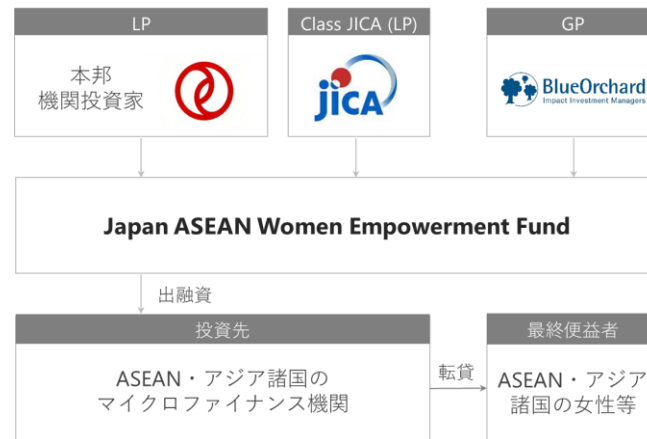 LP
Class JICA (LP)
GP
本邦
機関投資家
jICA
BlueOrchard
Impact Investment Managers
Japan ASEAN Women Empowerment Fund
出融資
投資先
最終便益者
ASEAN・アジア諸国の
マイクロファイナンス機関
転貸
ASEAN・アジア
諸国の女性等